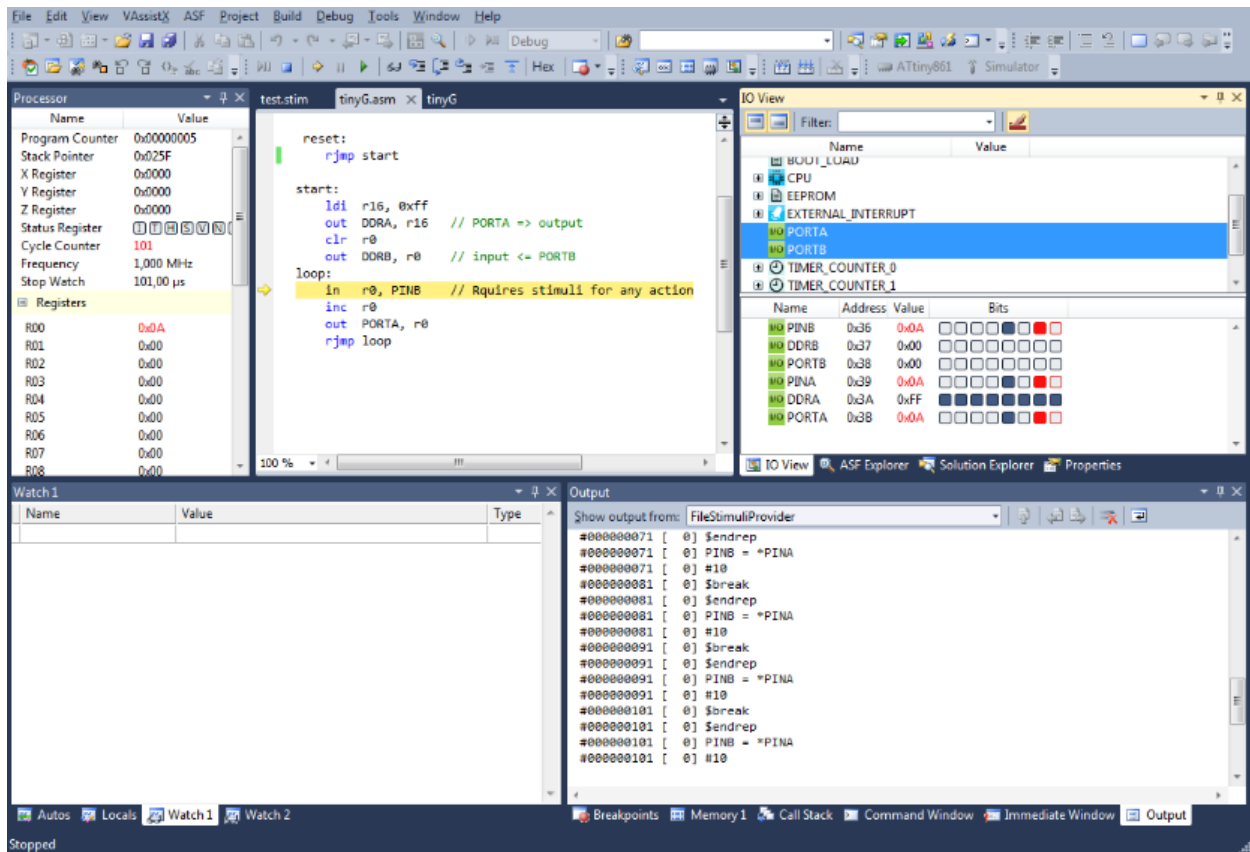 File Edit View VAssistX ASF Project Build Debug Tools Window Help
Debug
Hex
ATtiny861 Simulator
Processor
Name Value
Program Counter 0x00000005
Stack Pointer 0x025F
X Register 0x0000
Y Register 0x0000
Z Register 0x0000
Status Register I T H S V N
Cycle Counter 101
Frequency 1,000 MHz
Stop Watch 101,00 µs
Registers
R00 0x0A
R01 0x00
R02 0x00
R03 0x00
R04 0x00
R05 0x00
R06 0x00
R07 0x00
R08 0x00
test.stim tinyG.asm tinyG
reset:
rjmp start
start:
ldi r16, 0xff
out DDRA, r16 // PORTA => output
clr r0
out DDRB, r0 // input <= PORTB
loop:
in r0, PINB // Rquires stimuli for any action
inc r0
out PORTA, r0
rjmp loop
100 %
IO View
Filter:
Name Value
BOOT_LOAD
CPU
EEPROM
EXTERNAL_INTERRUPT
I/O PORTA
I/O PORTB
TIMER_COUNTER_0
TIMER_COUNTER_1
Name Address Value Bits
I/O PINB 0x36 0x0A
I/O DDRB 0x37 0x00
I/O PORTB 0x38 0x00
I/O PINA 0x39 0x0A
I/O DDRA 0x3A 0xFF
I/O PORTA 0x3B 0x0A
IO View ASF Explorer Solution Explorer Properties
Watch 1
Name Value Type
Output
Show output from: FileStimuliProvider
#000000071 [ 0] $endrep
#000000071 [ 0] PINB = *PINA
#000000071 [ 0] #10
#000000081 [ 0] $break
#000000081 [ 0] $endrep
#000000081 [ 0] PINB = *PINA
#000000081 [ 0] #10
#000000091 [ 0] $break
#000000091 [ 0] $endrep
#000000091 [ 0] PINB = *PINA
#000000091 [ 0] #10
#000000101 [ 0] $break
#000000101 [ 0] $endrep
#000000101 [ 0] PINB = *PINA
#000000101 [ 0] #10
Autos Locals Watch 1 Watch 2
Breakpoints Memory 1 Call Stack Command Window Immediate Window Output
Stopped